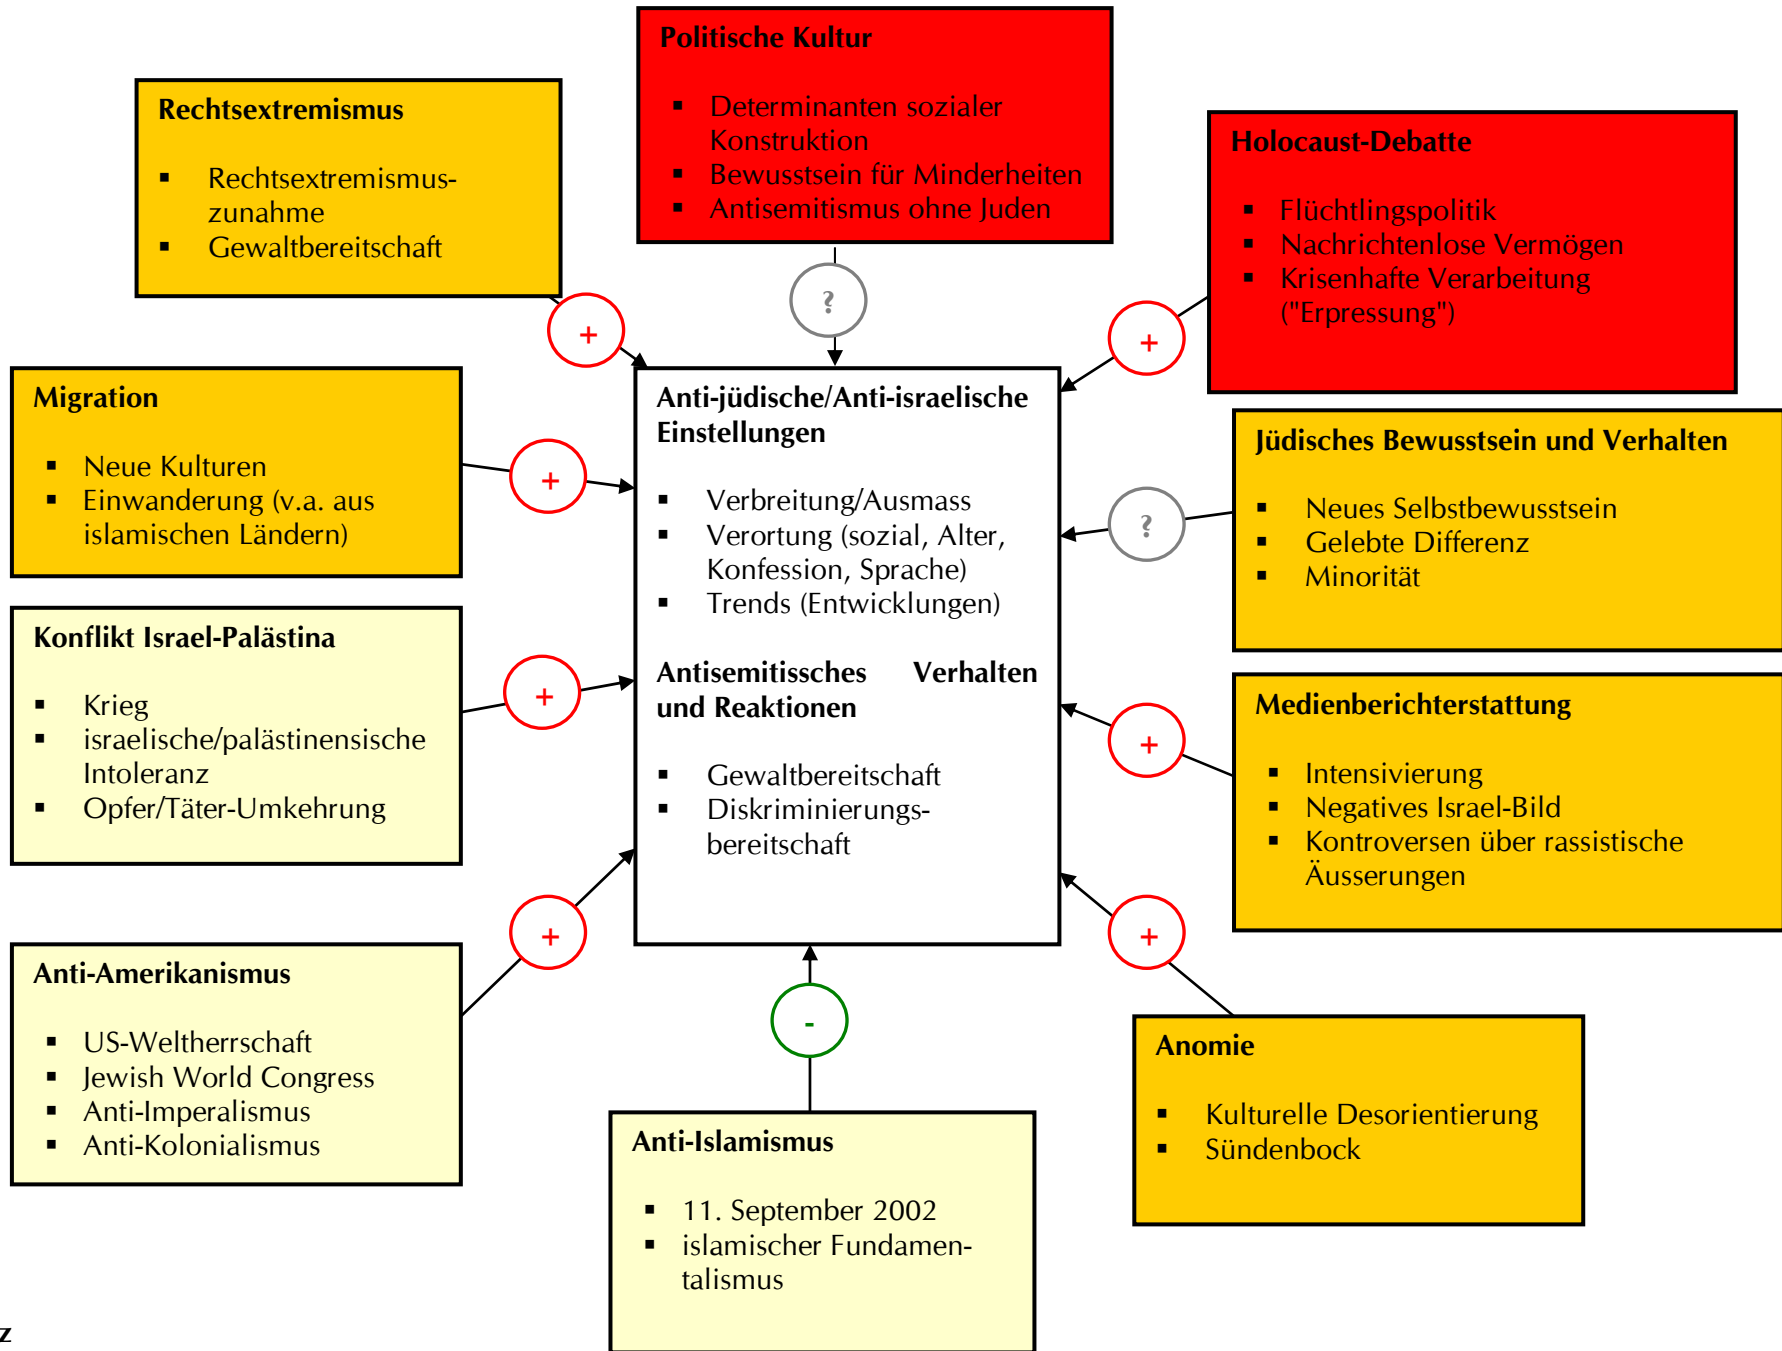 Politische Kultur
▪ Determinanten sozialer
Konstruktion
▪ Bewusstsein für Minderheiten
▪ Antisemitismus ohne Juden
Rechtsextremismus
▪ Rechtsextremismus-
zunahme
▪ Gewaltbereitschaft
Holocaust-Debatte
▪ Flüchtlingspolitik
▪ Nachrichtenlose Vermögen
▪ Krisenhafte Verarbeitung
("Erpressung")
?
+
+
Migration
▪ Neue Kulturen
▪ Einwanderung (v.a. aus
islamischen Ländern)
+
Anti-jüdische/Anti-israelische
Einstellungen
▪ Verbreitung/Ausmass
▪ Verortung (sozial, Alter,
Konfession, Sprache)
▪ Trends (Entwicklungen)
Antisemitissches Verhalten
und Reaktionen
▪ Gewaltbereitschaft
▪ Diskriminierungs-
bereitschaft
Jüdisches Bewusstsein und Verhalten
▪ Neues Selbstbewusstsein
▪ Gelebte Differenz
▪ Minorität
?
Konflikt Israel-Palästina
▪ Krieg
▪ israelische/palästinensische
Intoleranz
▪ Opfer/Täter-Umkehrung
+
Medienberichterstattung
▪ Intensivierung
▪ Negatives Israel-Bild
▪ Kontroversen über rassistische
Äusserungen
+
Anti-Amerikanismus
▪ US-Weltherrschaft
▪ Jewish World Congress
▪ Anti-Imperalismus
▪ Anti-Kolonialismus
+
+
-
Anomie
▪ Kulturelle Desorientierung
▪ Sündenbock
Anti-Islamismus
▪ 11. September 2002
▪ islamischer Fundamen-
talismus
z